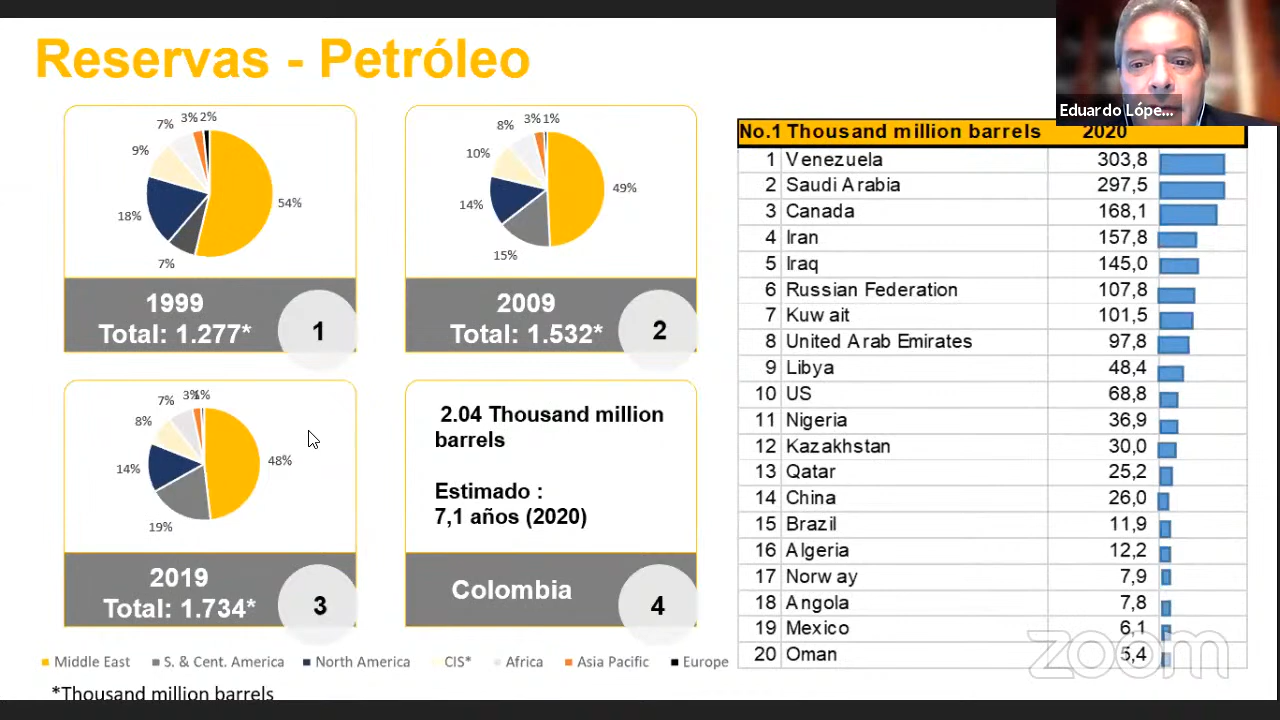 Reservas - Petróleo
Eduardo Lópe...
3% 2%
7%
9%
18%
54%
7%
1999
Total: 1.277*
1
3% 1%
8%
10%
14%
49%
15%
2009
Total: 1.532*
2
7%
8%
14%
48%
19%
2019
Total: 1.734*
3
2.04 Thousand million
barrels
Estimado :
7,1 años (2020)
Colombia
4
Middle East S. & Cent. America North America CIS* Africa Asia Pacific Europe
*Thousand million barrels
No.1 Thousand million barrels 2020
1 Venezuela 303,8
2 Saudi Arabia 297,5
3 Canada 168,1
4 Iran 157,8
5 Iraq 145,0
6 Russian Federation 107,8
7 Kuwait 101,5
8 United Arab Emirates 97,8
9 Libya 48,4
10 US 68,8
11 Nigeria 36,9
12 Kazakhstan 30,0
13 Qatar 25,2
14 China 26,0
15 Brazil 11,9
16 Algeria 12,2
17 Norway 7,9
18 Angola 7,8
19 Mexico 6,1
20 Oman 5,4
zoom